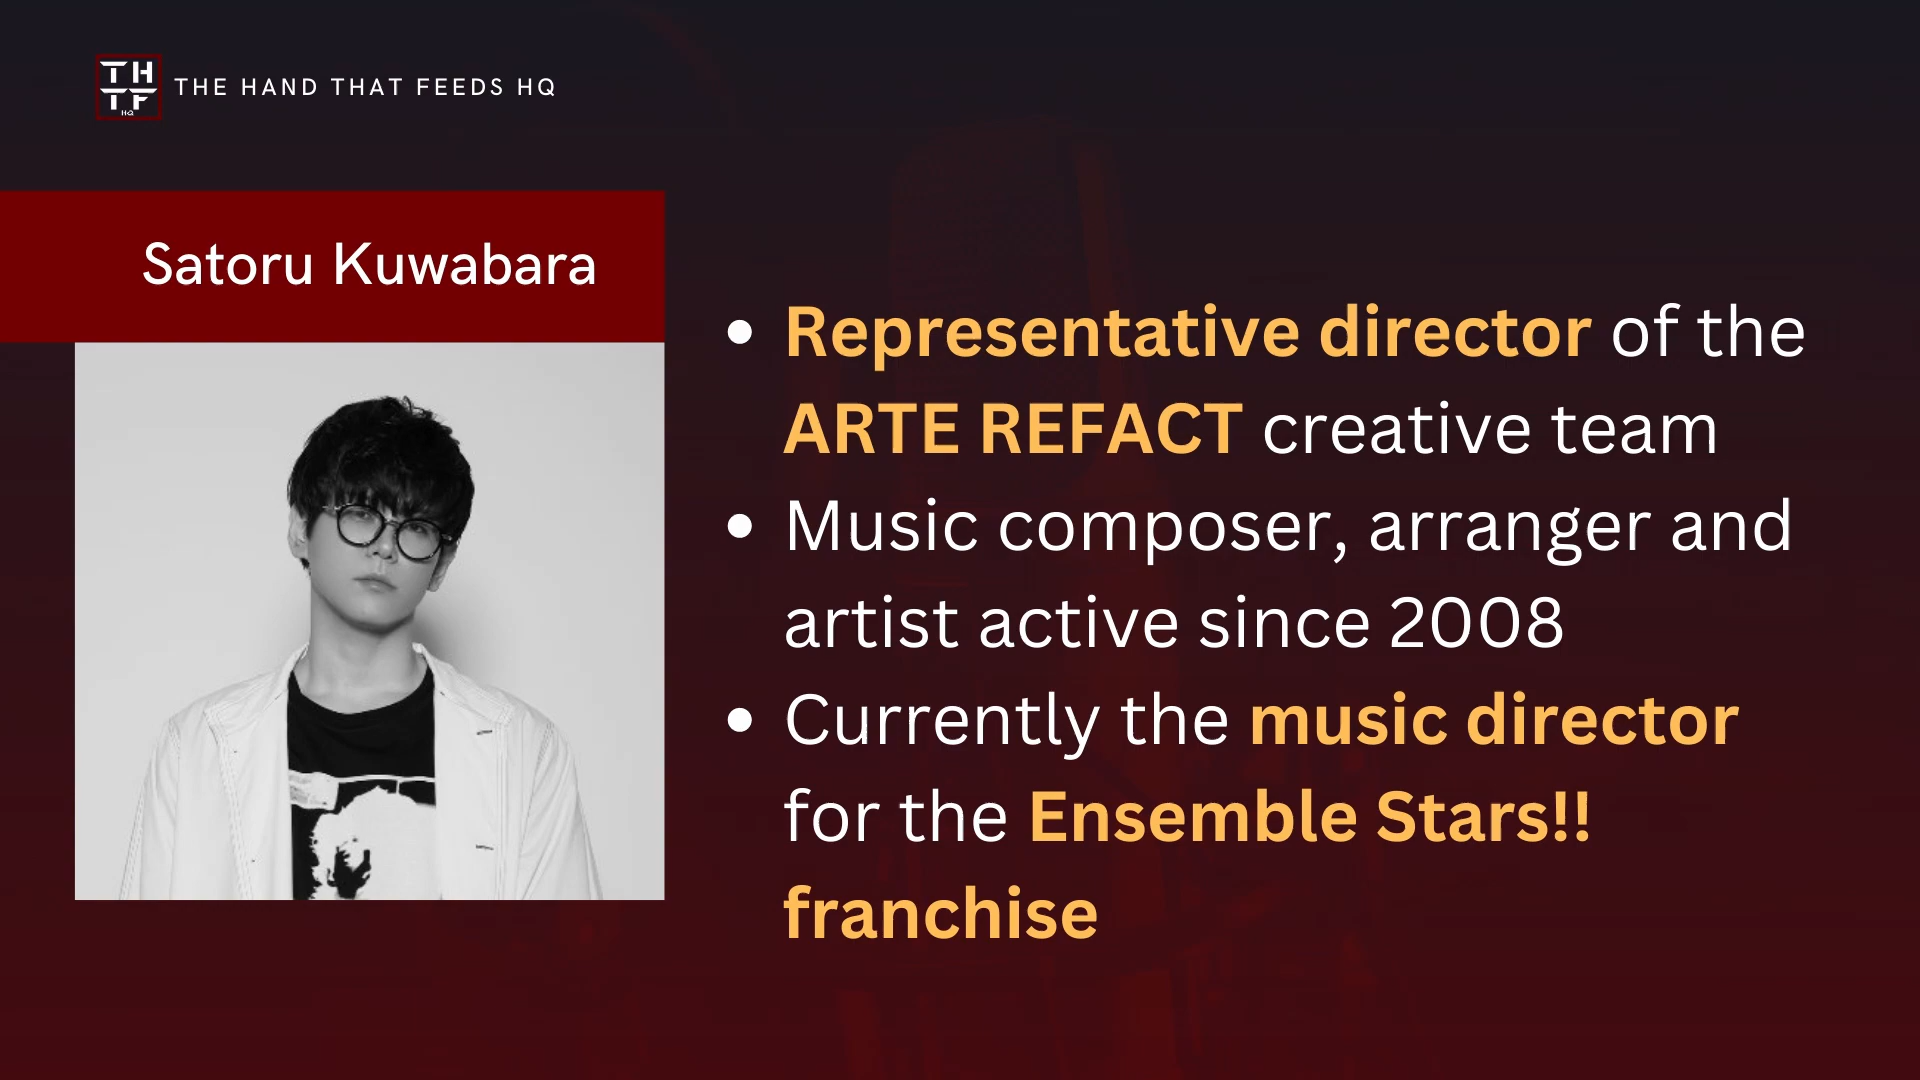 TH
TF
HQ
THE HAND THAT FEEDS HQ
Satoru Kuwabara
• Representative director of the
ARTE REFACT creative team
• Music composer, arranger and
artist active since 2008
• Currently the music director
for the Ensemble Stars!!
franchise